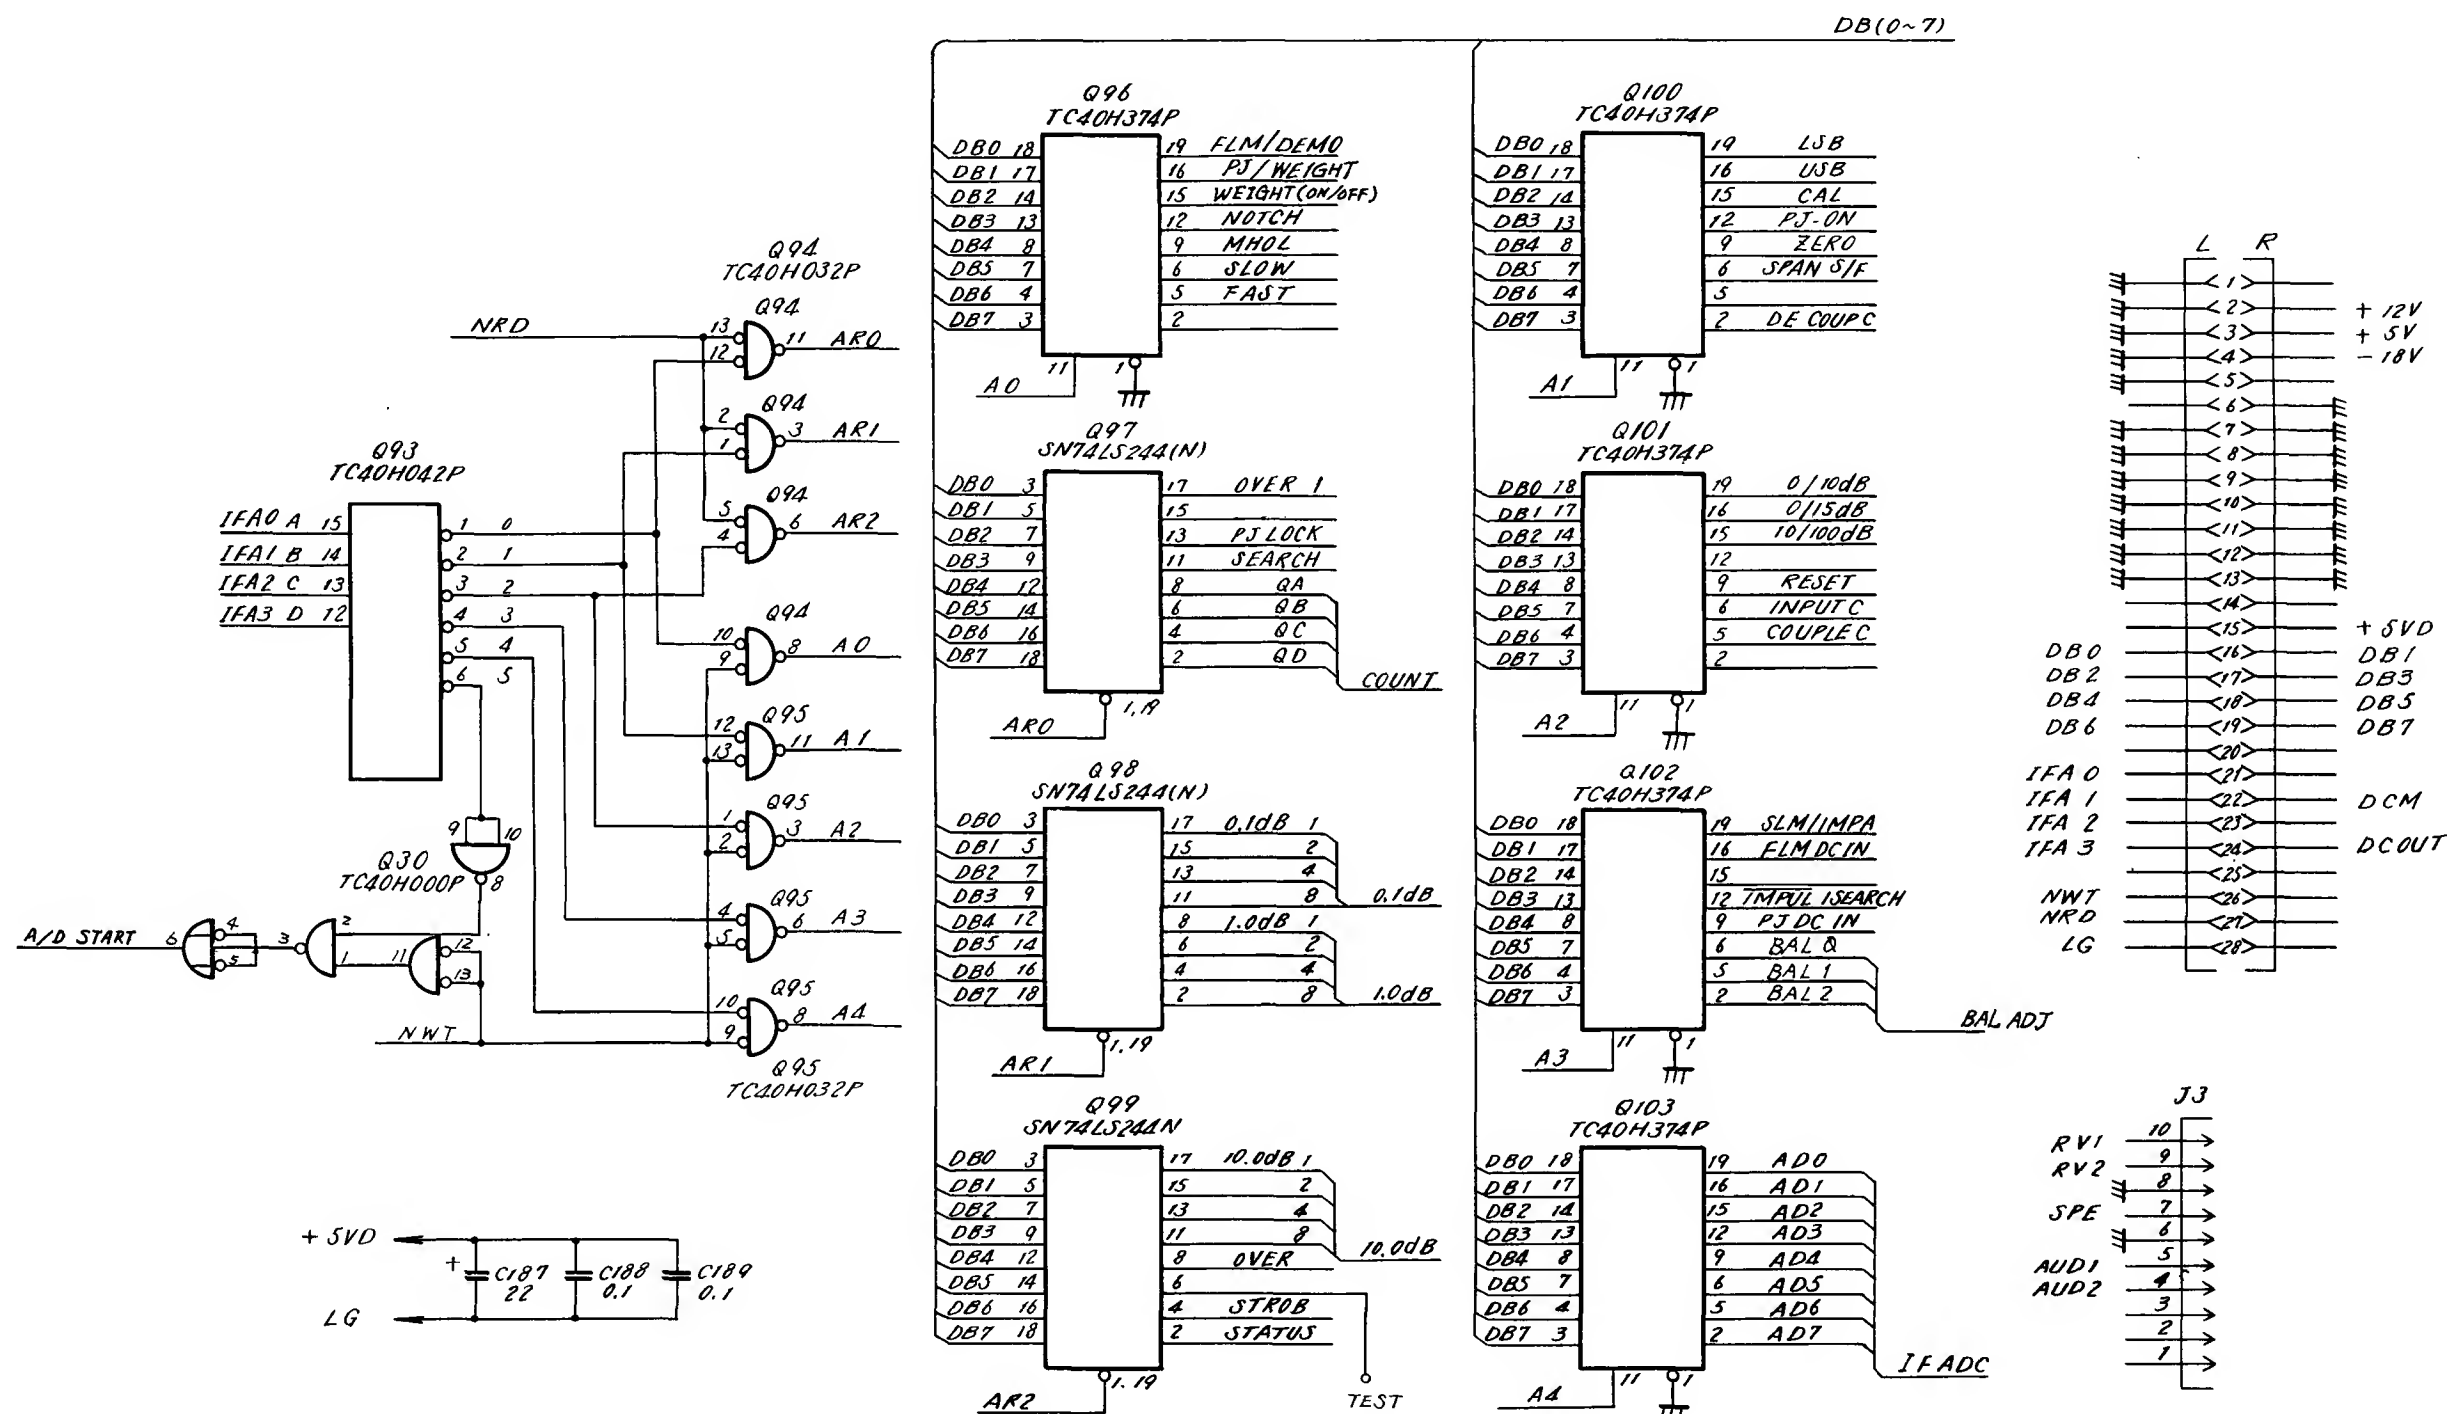 DB(0~7)
Q96
TC40H374P
DB0 18
DB1 17
DB2 14
DB3 13
DB4 8
DB5 7
DB6 4
DB7 3
19 FLM/DEMO
16 PJ/WEIGHT
15 WEIGHT(ON/OFF)
12 NOTCH
9 MHOL
6 SLOW
5 FAST
2
A0 11 1
Q100
TC40H374P
DB0 18
DB1 17
DB2 14
DB3 13
DB4 8
DB5 7
DB6 4
DB7 3
19 LSB
16 USB
15 CAL
12 PJ-ON
9 ZERO
6 SPAN S/F
5
2 DE COUP C
A1 11 1
Q94
TC40H032P
NRD
Q94
13
12
11 AR0
Q94
2
1
3 AR1
Q94
5
4
6 AR2
Q94
10
9
8 A0
Q95
12
13
11 A1
Q95
1
2
3 A2
Q95
4
5
6 A3
Q95
10
9
8 A4
Q95
TC40H032P
Q93
TC40H042P
IFA0 A 15
IFA1 B 14
IFA2 C 13
IFA3 D 12
1 0
2 1
3 2
4 3
5 4
6 5
9 10
Q30
TC40H000P
8
A/D START
6
4
5
3
2
1
11
12
13
NWT
+5VD
LG
+
C187
22
C188
0.1
C189
0.1
Q97
SN74LS244(N)
DB0 3
DB1 5
DB2 7
DB3 9
DB4 12
DB5 14
DB6 16
DB7 18
17 OVER 1
15
13 PJ LOCK
11 SEARCH
8 QA
6 QB
4 QC
2 QD
COUNT
AR0 1,19
Q98
SN74LS244(N)
DB0 3
DB1 5
DB2 7
DB3 9
DB4 12
DB5 14
DB6 16
DB7 18
17 0.1dB 1
15 2
13 4
11 8
0.1dB
8 1.0dB 1
6 2
4 4
2 8
1.0dB
AR1 1.19
Q99
SN74LS244N
DB0 3
DB1 5
DB2 7
DB3 9
DB4 12
DB5 14
DB6 16
DB7 18
17 10.0dB 1
15 2
13 4
11 8
10.0dB
8 OVER
6
4 STROB
2 STATUS
TEST
AR2 1.19
Q101
TC40H374P
DB0 18
DB1 17
DB2 14
DB3 13
DB4 8
DB5 7
DB6 4
DB7 3
19 0/10dB
16 0/15dB
15 10/100dB
12
9 RESET
6 INPUT C
5 COUPLE C
2
A2 11 1
Q102
TC40H374P
DB0 18
DB1 17
DB2 14
DB3 13
DB4 8
DB5 7
DB6 4
DB7 3
19 SLM/IMPA
16 FLM DC IN
15
12 TMPUL ISEARCH
9 PJ DC IN
6 BAL 0
5 BAL 1
2 BAL 2
BAL ADJ
A3 11 1
Q103
TC40H374P
DB0 18
DB1 17
DB2 14
DB3 13
DB4 8
DB5 7
DB6 4
DB7 3
19 AD0
16 AD1
15 AD2
12 AD3
9 AD4
6 AD5
5 AD6
2 AD7
IF ADC
A4 11 1
L R
1
2 +12V
3 +5V
4 -18V
5
6
7
8
9
10
11
12
13
14
15 +5VD
DB0 16 DB1
DB2 17 DB3
DB4 18 DB5
DB6 19 DB7
20
IFA 0 21
IFA 1 22 DCM
IFA 2 23
IFA 3 24 DCOUT
25
NWT 26
NRD 27
LG 28
J3
RV1 10
RV2 9
8
SPE 7
6
AUD1 5
AUD2 4
3
2
1